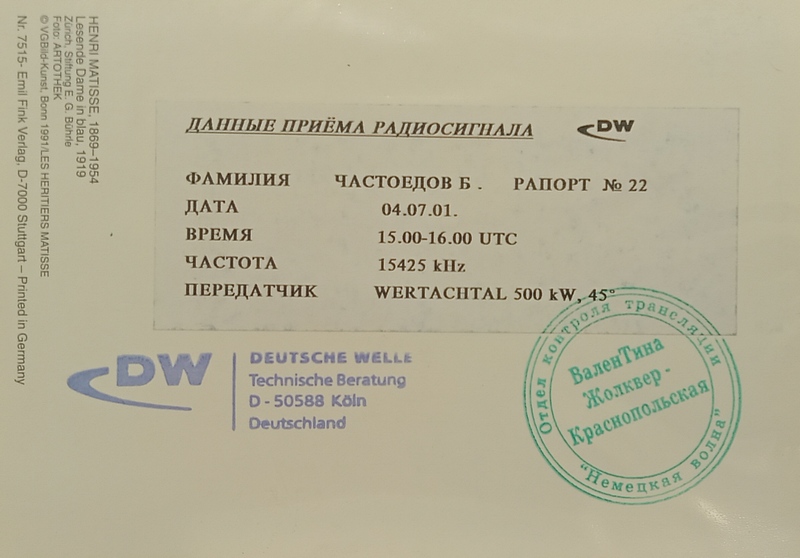 HENRI MATISSE, 1869–1954
Lesende Dame in blau, 1919
Zürich, Stiftung E. G. Bührle
Foto: ARTOTHEK
© VGBild-Kunst, Bonn 1991/LES HERITIERS MATISSE
Nr. 7515- Emil Fink Verlag, D-7000 Stuttgart – Printed in Germany
ДАННЫЕ ПРИЁМА РАДИОСИГНАЛА DW
ФАМИЛИЯ ЧАСТОЕДОВ Б . РАПОРТ № 22
ДАТА 04.07.01.
ВРЕМЯ 15.00-16.00 UTC
ЧАСТОТА 15425 kHz
ПЕРЕДАТЧИК WERTACHTAL 500 kW, 45°
DW
DEUTSCHE WELLE
Technische Beratung
D - 50588 Köln
Deutschland
Отдел контроля трансляции
ВаленТина
Жолквер -
Краснопольская
"Немецкая волна"